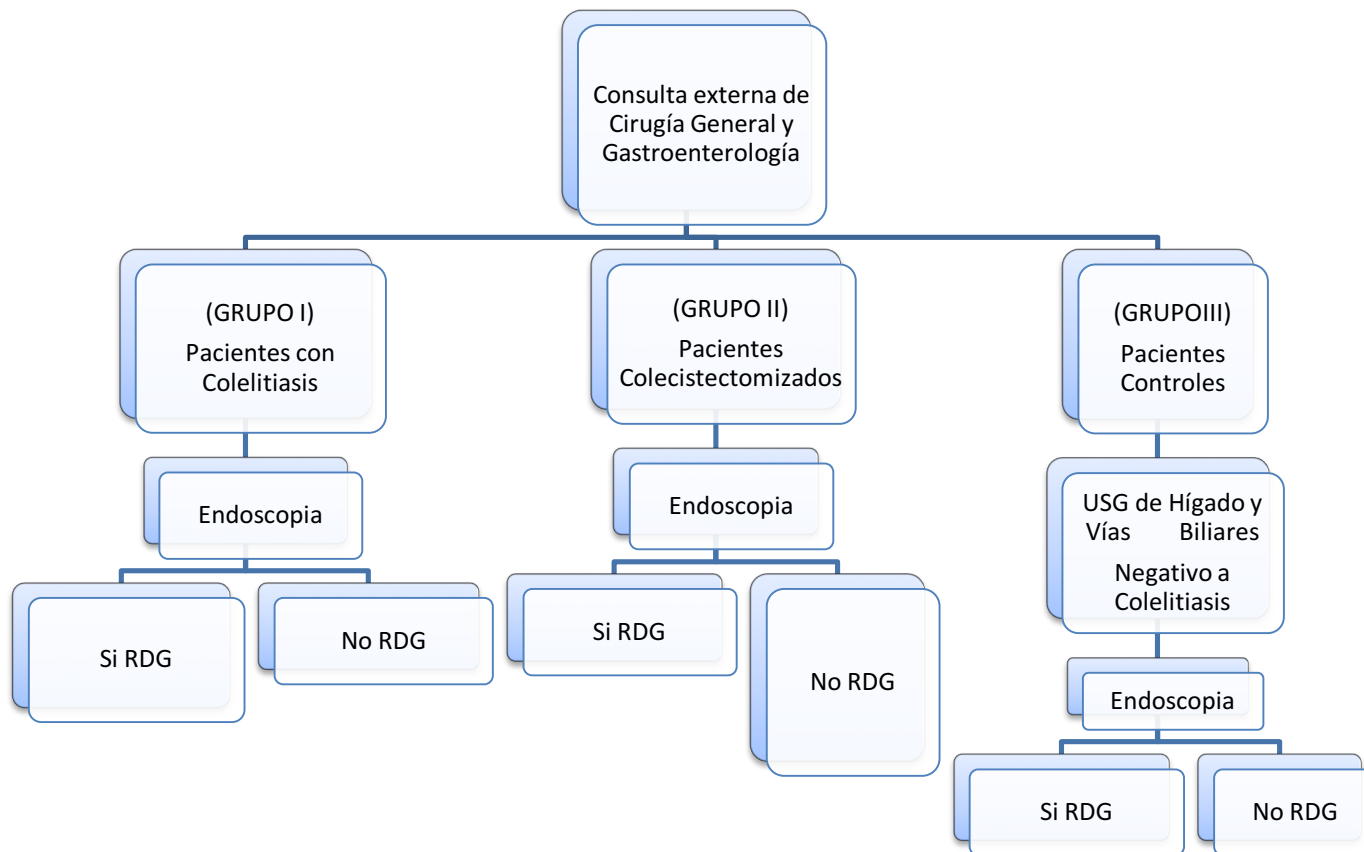 Consulta externa de
Cirugía General y
Gastroenterología
(GRUPO I)
Pacientes con
Colelitiasis
(GRUPO II)
Pacientes
Colecistectomizados
(GRUPOIII)
Pacientes
Controles
Endoscopia
Endoscopia
USG de Hígado y
Vías Biliares
Negativo a
Colelitiasis
Si RDG
No RDG
Si RDG
No RDG
Endoscopia
Si RDG
No RDG